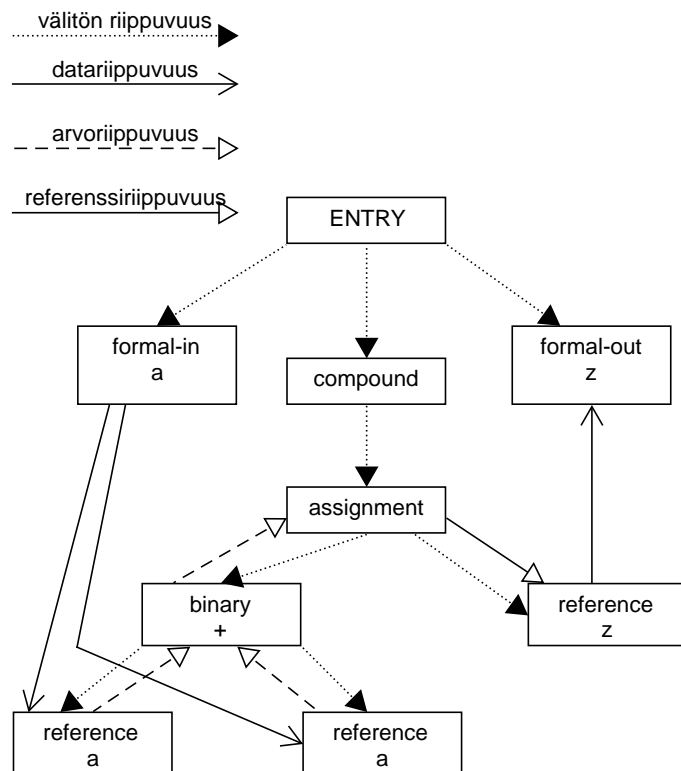 välitön riippuvuus
datariippuvuus
arvoriippuvuus
referenssiriippuvuus
ENTRY
formal-in
a
compound
formal-out
z
assignment
binary
+
reference
z
reference
a
reference
a